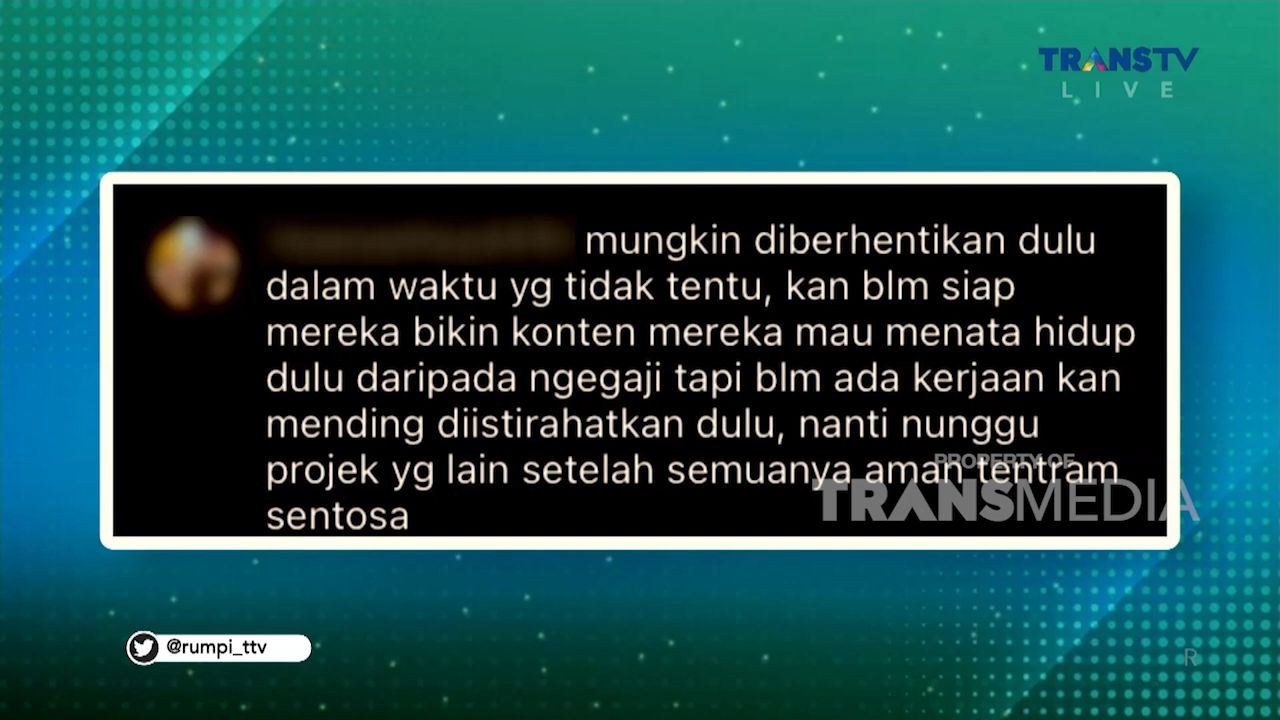 TRANSTV
LIVE
mungkin diberhentikan dulu
dalam waktu yg tidak tentu, kan blm siap
mereka bikin konten mereka mau menata hidup
dulu daripada ngegaji tapi blm ada kerjaan kan
mending diistirahatkan dulu, nanti nunggu
projek yg lain setelah semuanya aman tentram
sentosa
PROPERTY OF
TRANSMEDIA
@rumpi_ttv
R